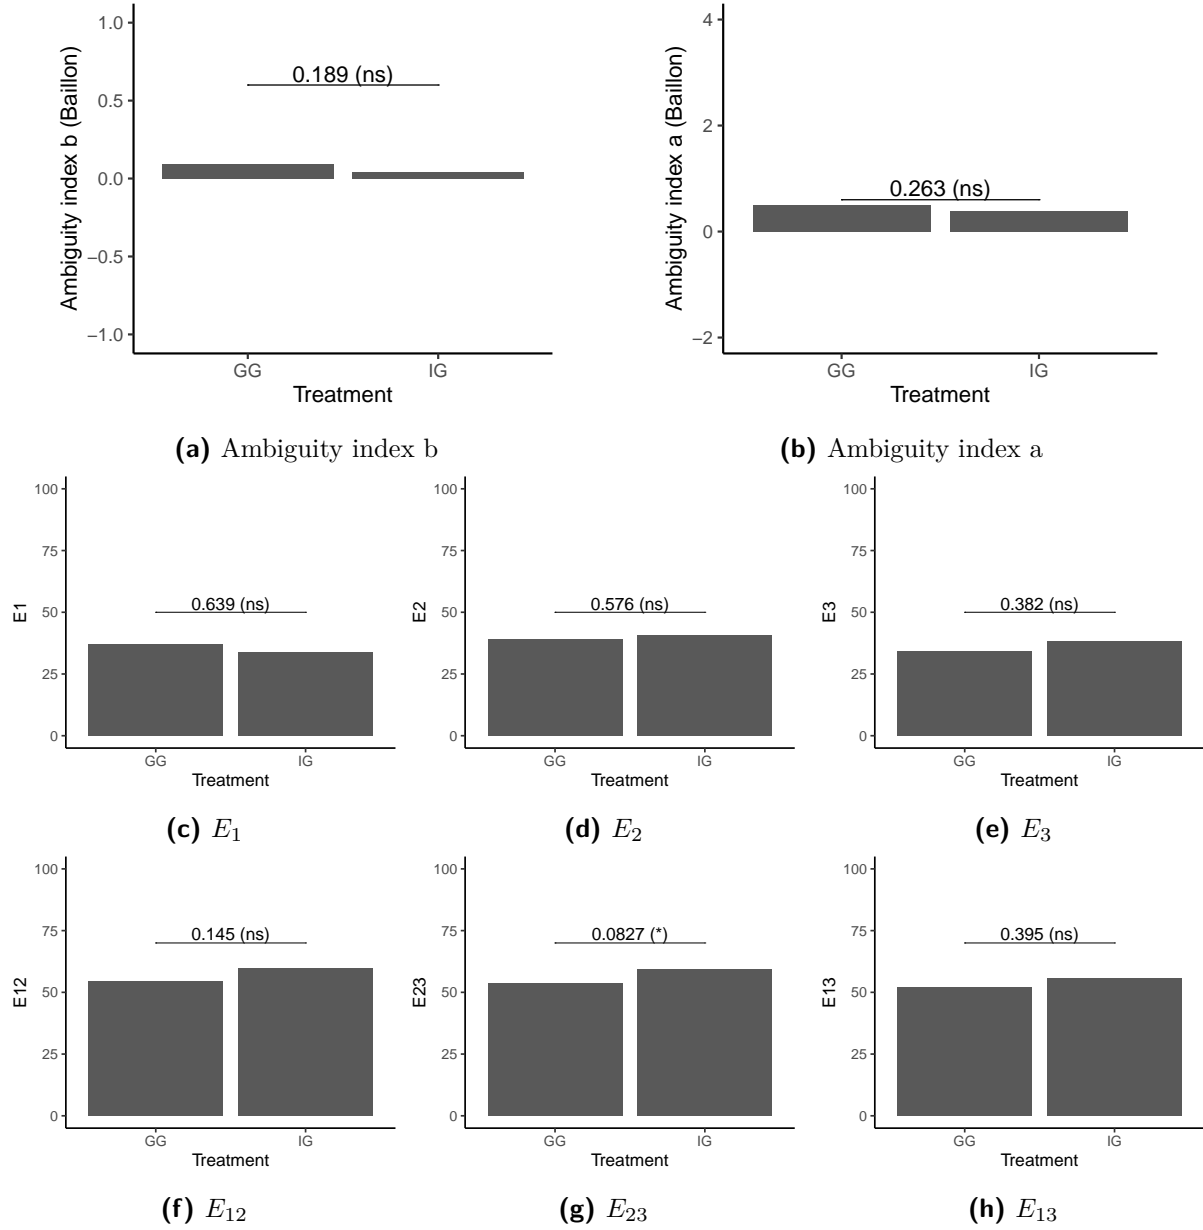 Ambiguity index b (Baillon)
1.0
0.5
0.0
−0.5
−1.0
0.189 (ns)
GG
IG
Treatment
(a) Ambiguity index b
Ambiguity index a (Baillon)
4
2
0
−2
0.263 (ns)
GG
IG
Treatment
(b) Ambiguity index a
E1
100
75
50
25
0
0.639 (ns)
GG
IG
Treatment
(c) E1
E2
100
75
50
25
0
0.576 (ns)
GG
IG
Treatment
(d) E2
E3
100
75
50
25
0
0.382 (ns)
GG
IG
Treatment
(e) E3
E12
100
75
50
25
0
0.145 (ns)
GG
IG
Treatment
(f) E12
E23
100
75
50
25
0
0.0827 (*)
GG
IG
Treatment
(g) E23
E13
100
75
50
25
0
0.395 (ns)
GG
IG
Treatment
(h) E13